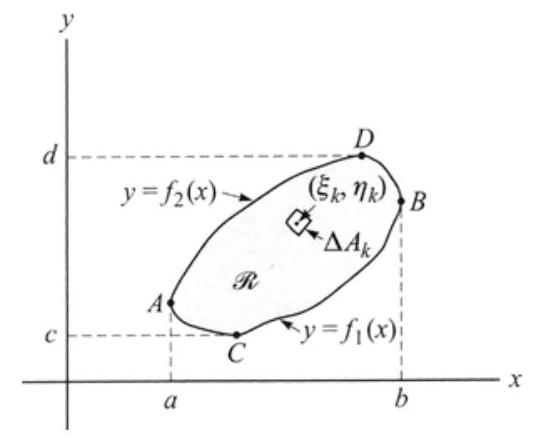 y
D
d
y = f₂(x)
(ξₖ, ηₖ)
B
ΔAₖ
ℛ
A
c
y = f₁(x)
C
x
a
b